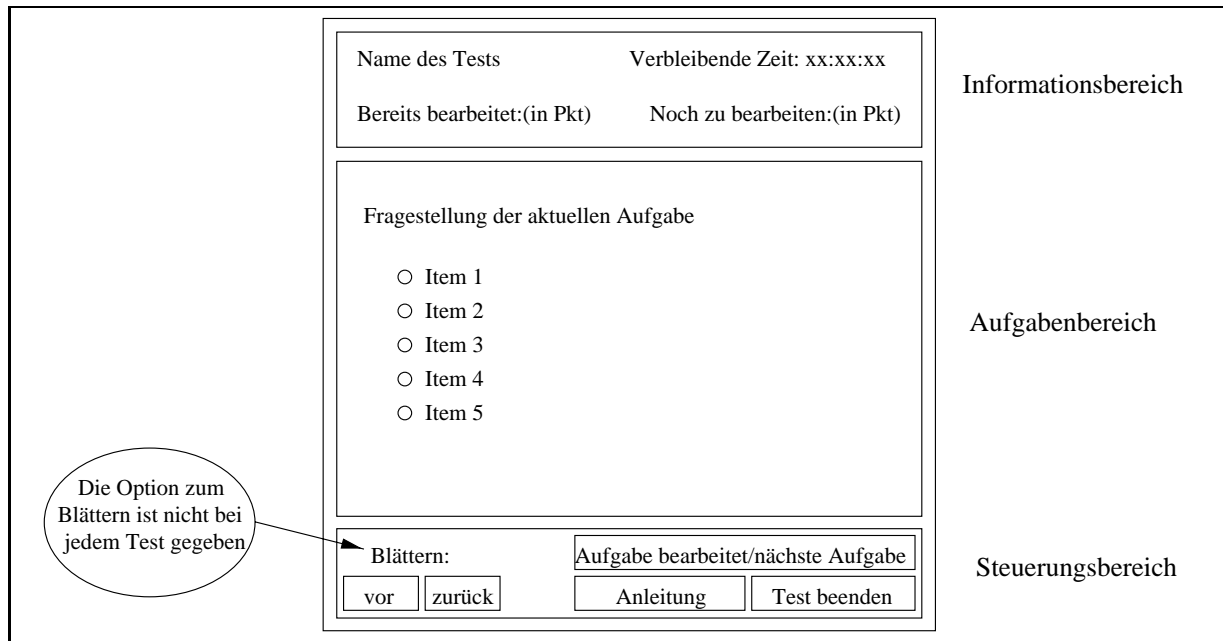 Name des Tests Verbleibende Zeit: xx:xx:xx
Bereits bearbeitet:(in Pkt) Noch zu bearbeiten:(in Pkt)
Informationsbereich
Fragestellung der aktuellen Aufgabe
Item 1
Item 2
Item 3
Item 4
Item 5
Aufgabenbereich
Die Option zum
Blättern ist nicht bei
jedem Test gegeben
Blättern:
Aufgabe bearbeitet/nächste Aufgabe
vor zurück Anleitung Test beenden
Steuerungsbereich